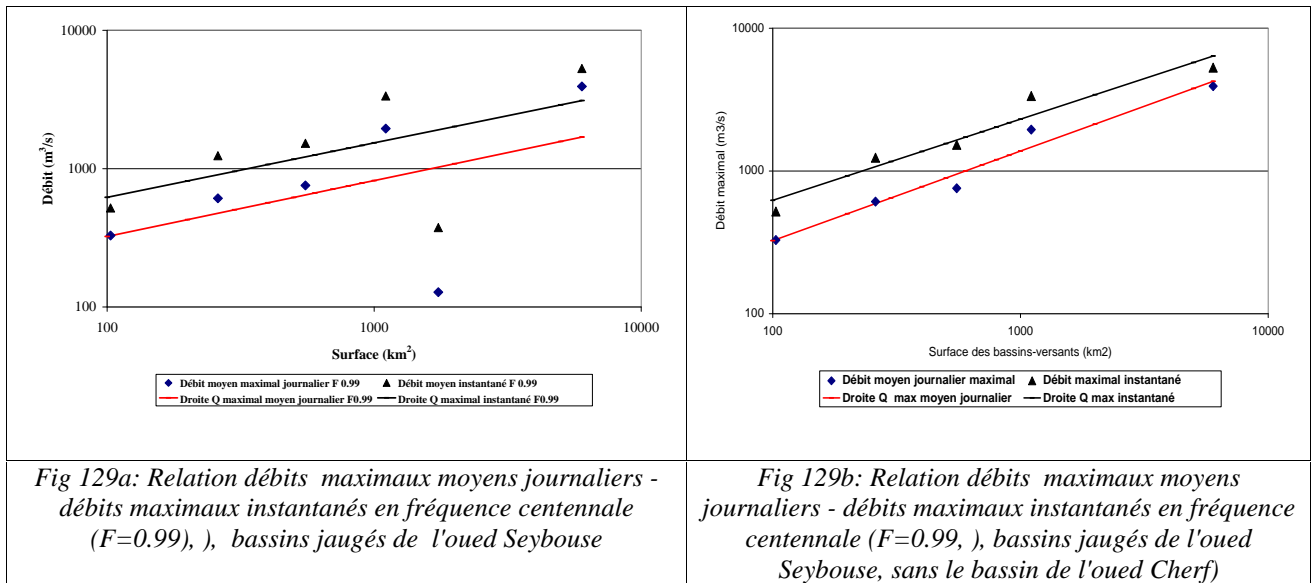 10000
1000
100
Débit (m³/s)
100
1000
10000
Surface (km²)
Débit moyen maximal journalier F 0.99
Débit moyen instantané F 0.99
Droite Q maximal moyen journalier F0.99
Droite Q maximal instantané F0.99
10000
1000
100
Débit maximal (m3/s)
100
1000
10000
Surface des bassins-versants (km2)
Débit moyen journalier maximal
Débit maximal instantané
Droite Q max moyen journalier
Droite Q max instantané
Fig 129a: Relation débits maximaux moyens journaliers -
débits maximaux instantanés en fréquence centennale
(F=0.99), ), bassins jaugés de l'oued Seybouse
Fig 129b: Relation débits maximaux moyens
journaliers - débits maximaux instantanés en fréquence
centennale (F=0.99, ), bassins jaugés de l'oued
Seybouse, sans le bassin de l'oued Cherf)